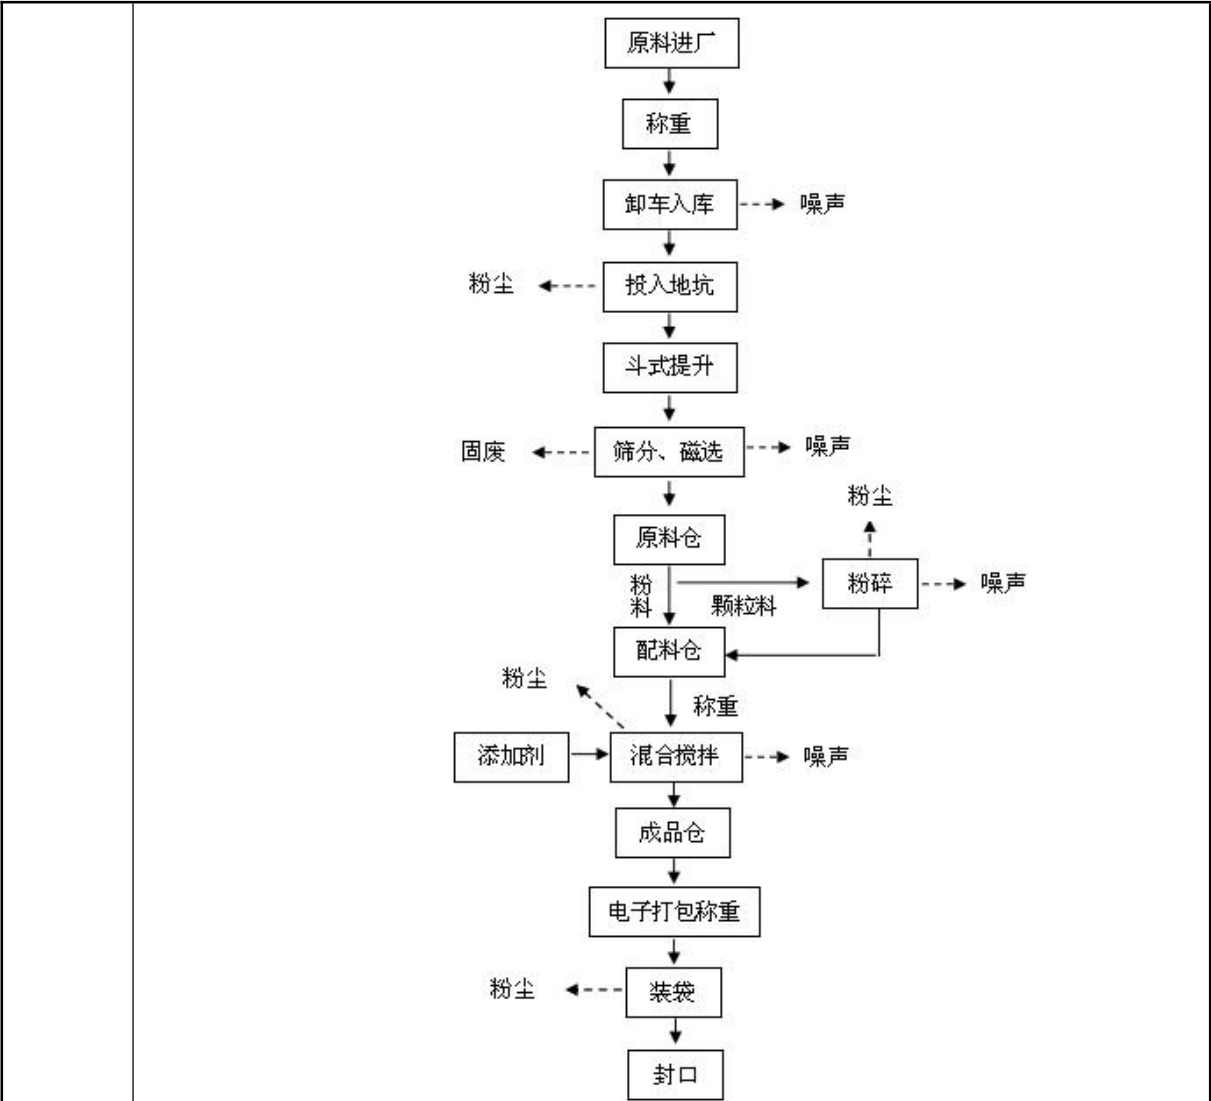 原料进厂
称重
卸车入库
噪声
粉尘
投入地坑
斗式提升
固废
筛分、磁选
噪声
粉尘
原料仓
粉料
颗粒料
粉碎
噪声
配料仓
粉尘
称重
添加剂
混合搅拌
噪声
成品仓
电子打包称重
粉尘
装袋
封口